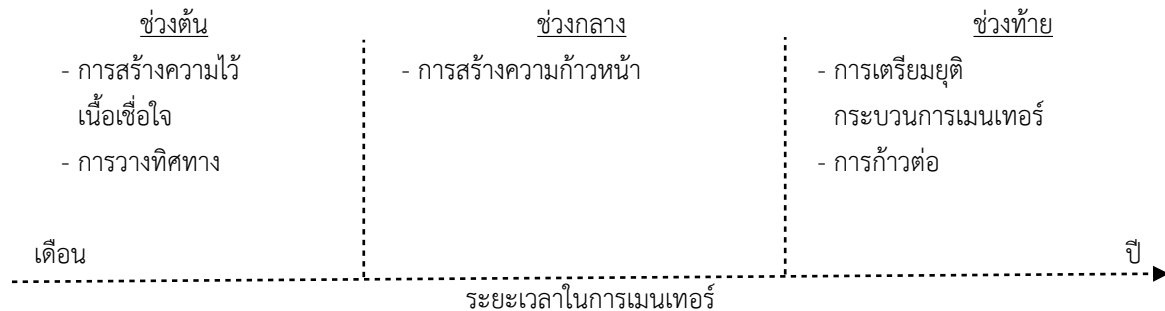 ช่วงต้น
- การสร้างความไว้
เนื้อเชื่อใจ
- การวางทิศทาง
ช่วงกลาง
- การสร้างความก้าวหน้า
ช่วงท้าย
- การเตรียมยุติ
กระบวนการเมนเทอร์
- การก้าวต่อ
เดือน
ปี
ระยะเวลาในการเมนเทอร์